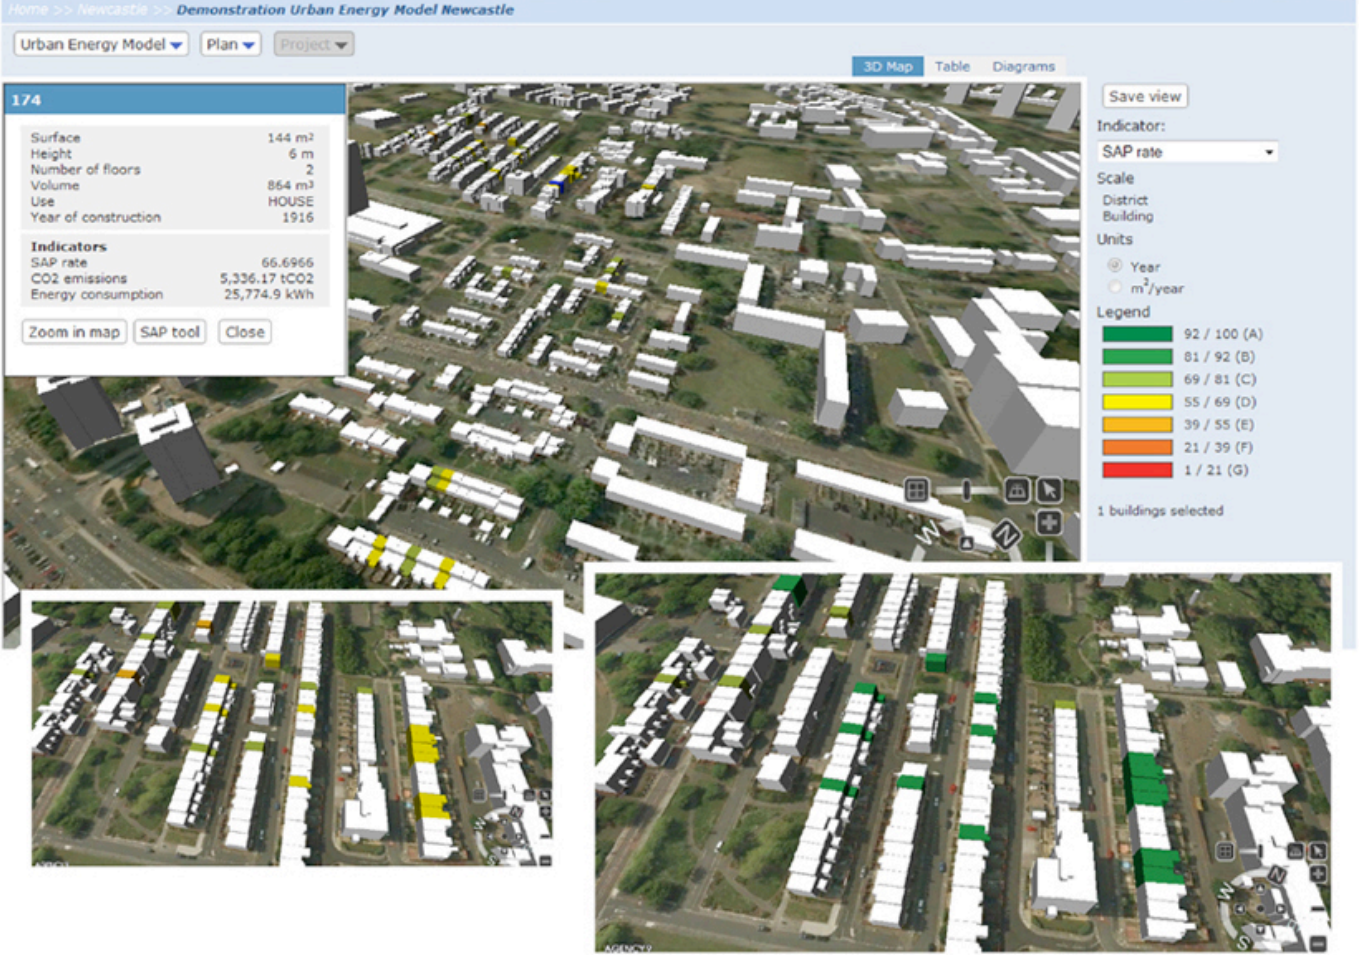 Home >> Newcastle >> Demonstration Urban Energy Model Newcastle
Urban Energy Model Plan Project
3D Map Table Diagrams
174
Surface 144 m²
Height 6 m
Number of floors 2
Volume 864 m³
Use HOUSE
Year of construction 1916
Indicators
SAP rate 66.6966
CO2 emissions 5,336.17 tCO2
Energy consumption 25,774.9 kWh
Zoom in map SAP tool Close
Save view
Indicator:
SAP rate
Scale
District
Building
Units
Year
m²/year
Legend
92 / 100 (A)
81 / 92 (B)
69 / 81 (C)
55 / 69 (D)
39 / 55 (E)
21 / 39 (F)
1 / 21 (G)
1 buildings selected
W N
W N
S
W N
S
AGENCY9